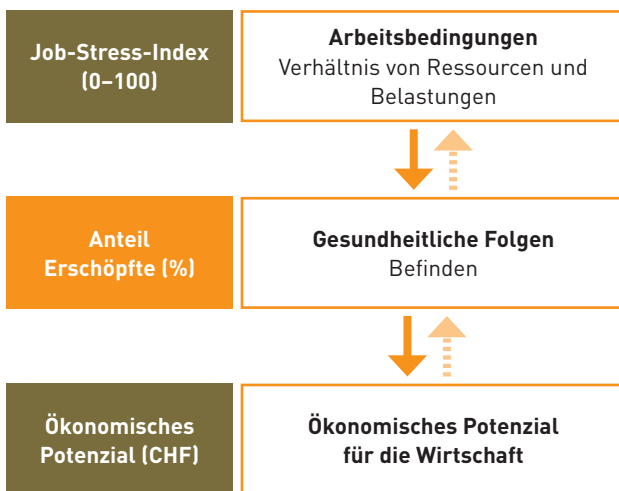 Job-Stress-Index
(0–100)
Arbeitsbedingungen
Verhältnis von Ressourcen und
Belastungen
Anteil
Erschöpfte (%)
Gesundheitliche Folgen
Befinden
Ökonomisches
Potenzial (CHF)
Ökonomisches Potenzial
für die Wirtschaft